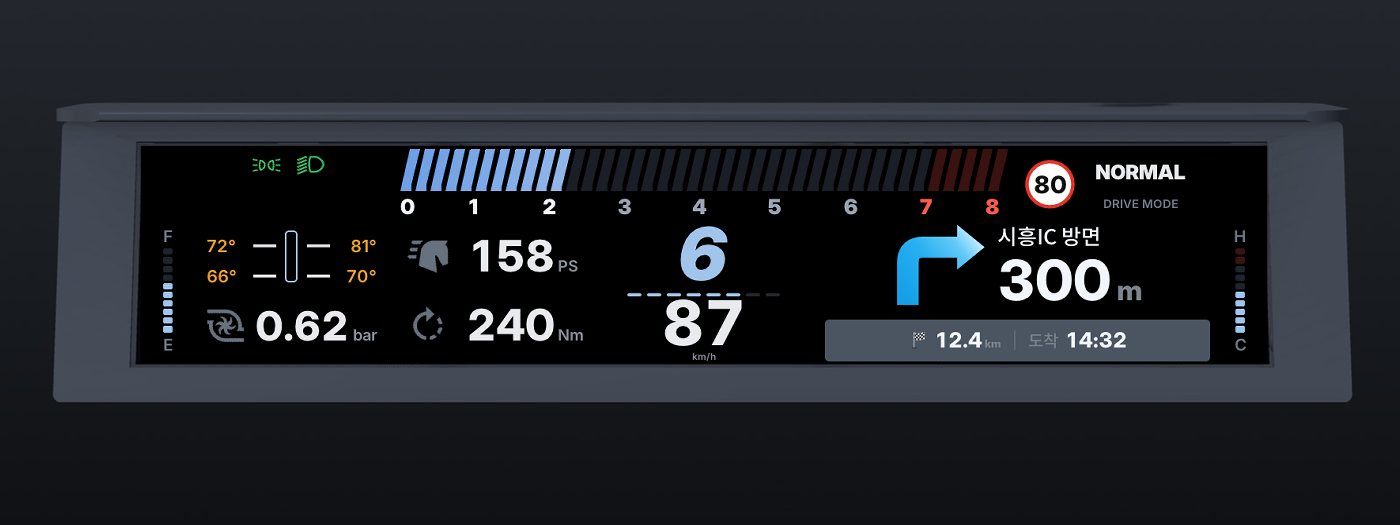 0 1 2 3 4 5 6 7 8
80
NORMAL
DRIVE MODE
F
E
72° 81°
66° 70°
0.62 bar
158 PS
240 Nm
6
87
km/h
시흥IC 방면
300 m
12.4 km 도착 14:32
H
C